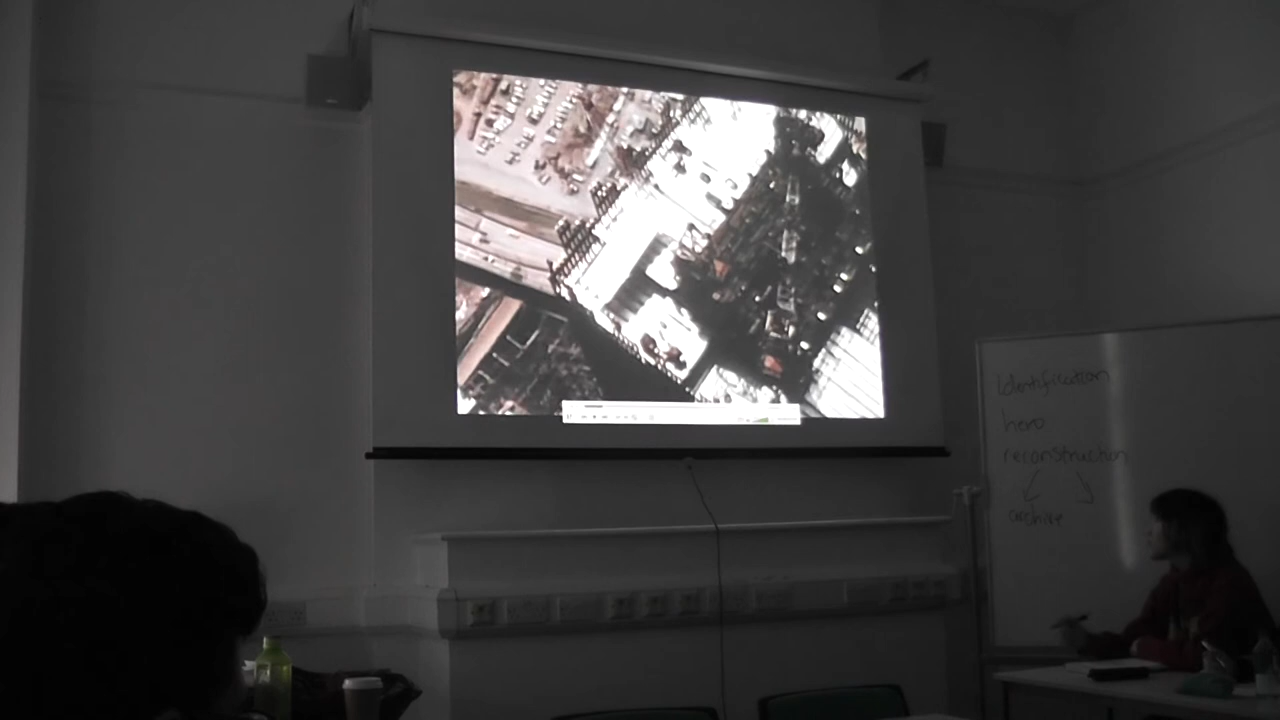 Identification
hero
reconstruction
archive